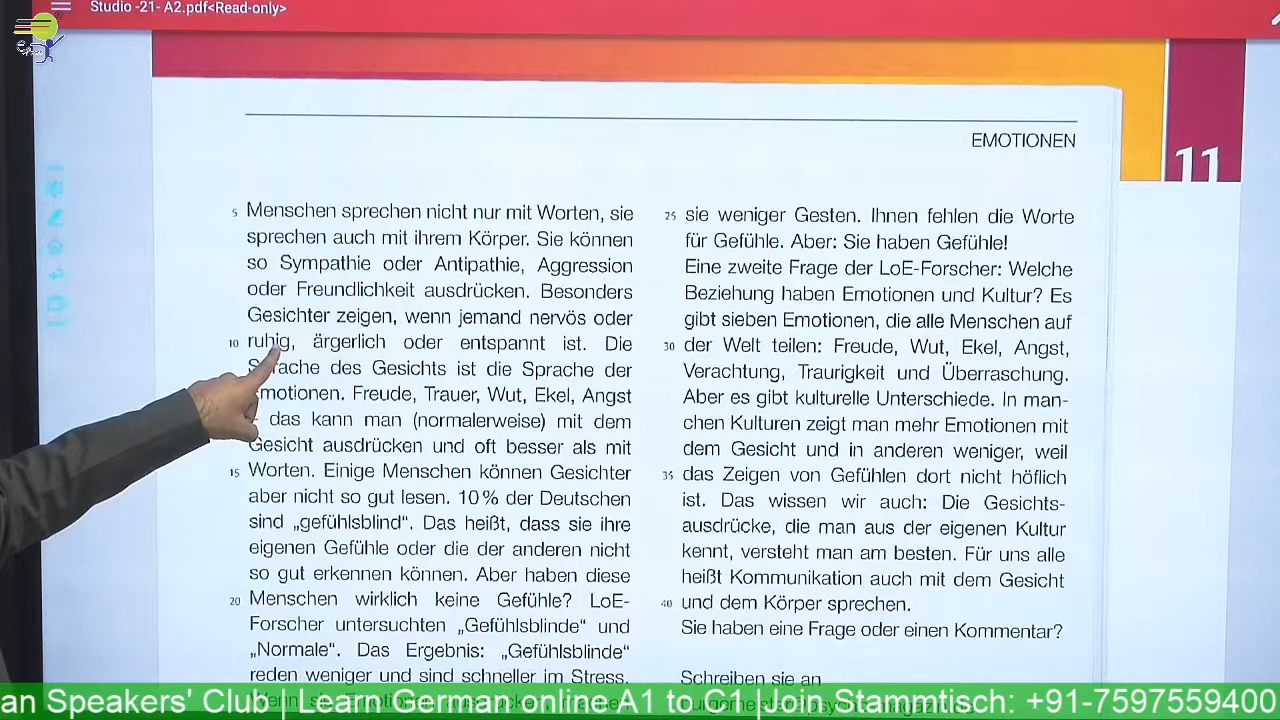 Studio -21- A2.pdf<Read-only>
EMOTIONEN
11
5 Menschen sprechen nicht nur mit Worten, sie
sprechen auch mit ihrem Körper. Sie können
so Sympathie oder Antipathie, Aggression
oder Freundlichkeit ausdrücken. Besonders
Gesichter zeigen, wenn jemand nervös oder
10 ruhig, ärgerlich oder entspannt ist. Die
Sprache des Gesichts ist die Sprache der
Emotionen. Freude, Trauer, Wut, Ekel, Angst
das kann man (normalerweise) mit dem
Gesicht ausdrücken und oft besser als mit
15 Worten. Einige Menschen können Gesichter
aber nicht so gut lesen. 10 % der Deutschen
sind „gefühlsblind“. Das heißt, dass sie ihre
eigenen Gefühle oder die der anderen nicht
so gut erkennen können. Aber haben diese
20 Menschen wirklich keine Gefühle? LoE-
Forscher untersuchten „Gefühlsblinde“ und
„Normale“. Das Ergebnis: „Gefühlsblinde“
reden weniger und sind schneller im Stress.
25 sie weniger Gesten. Ihnen fehlen die Worte
für Gefühle. Aber: Sie haben Gefühle!
Eine zweite Frage der LoE-Forscher: Welche
Beziehung haben Emotionen und Kultur? Es
gibt sieben Emotionen, die alle Menschen auf
30 der Welt teilen: Freude, Wut, Ekel, Angst,
Verachtung, Traurigkeit und Überraschung.
Aber es gibt kulturelle Unterschiede. In man-
chen Kulturen zeigt man mehr Emotionen mit
dem Gesicht und in anderen weniger, weil
35 das Zeigen von Gefühlen dort nicht höflich
ist. Das wissen wir auch: Die Gesichts-
ausdrücke, die man aus der eigenen Kultur
kennt, versteht man am besten. Für uns alle
heißt Kommunikation auch mit dem Gesicht
40 und dem Körper sprechen.
Sie haben eine Frage oder einen Kommentar?
Schreiben sie an
an Speakers' Club | Learn German online A1 to C1 | Join Stammtisch: +91-7597559400